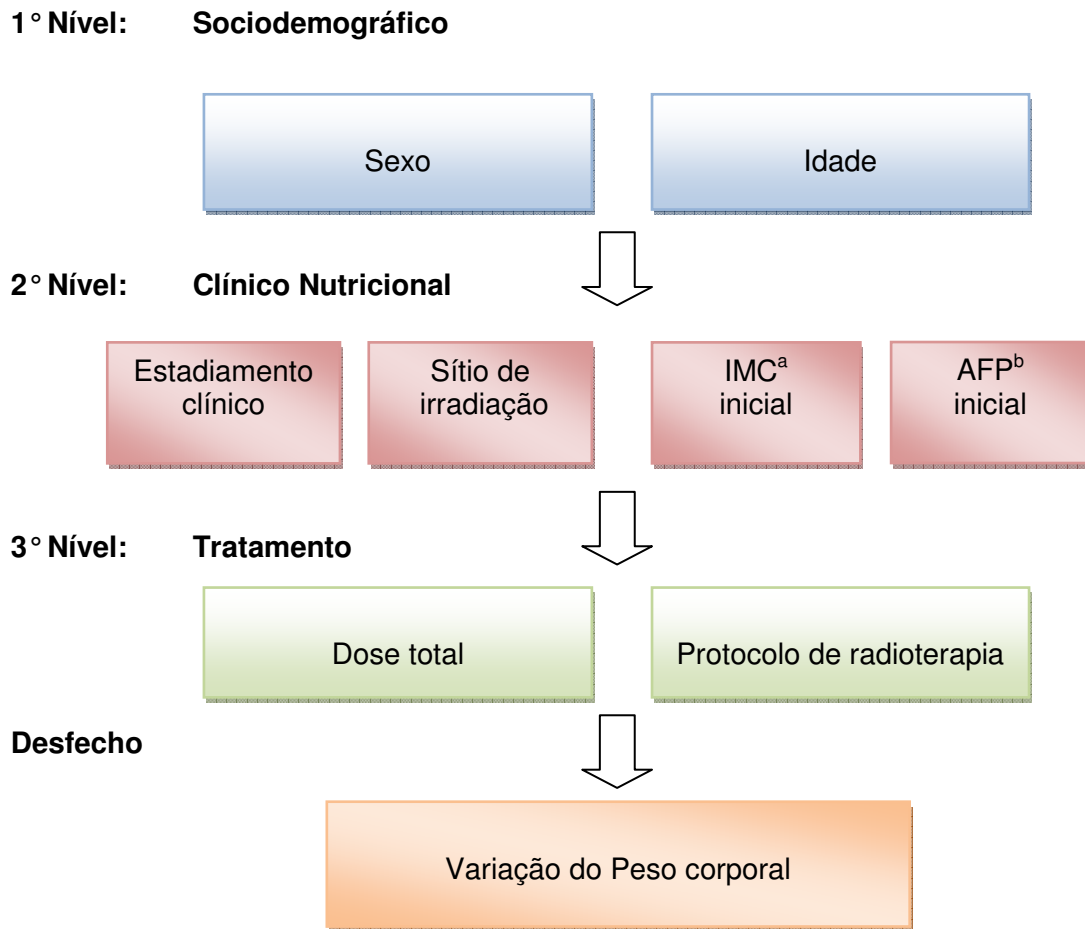 1° Nível: Sociodemográfico
Sexo
Idade
2° Nível: Clínico Nutricional
Estadiamento
clínico
Sítio de
irradiação
IMCᵃ
inicial
AFPᵇ
inicial
3° Nível: Tratamento
Dose total
Protocolo de radioterapia
Desfecho
Variação do Peso corporal